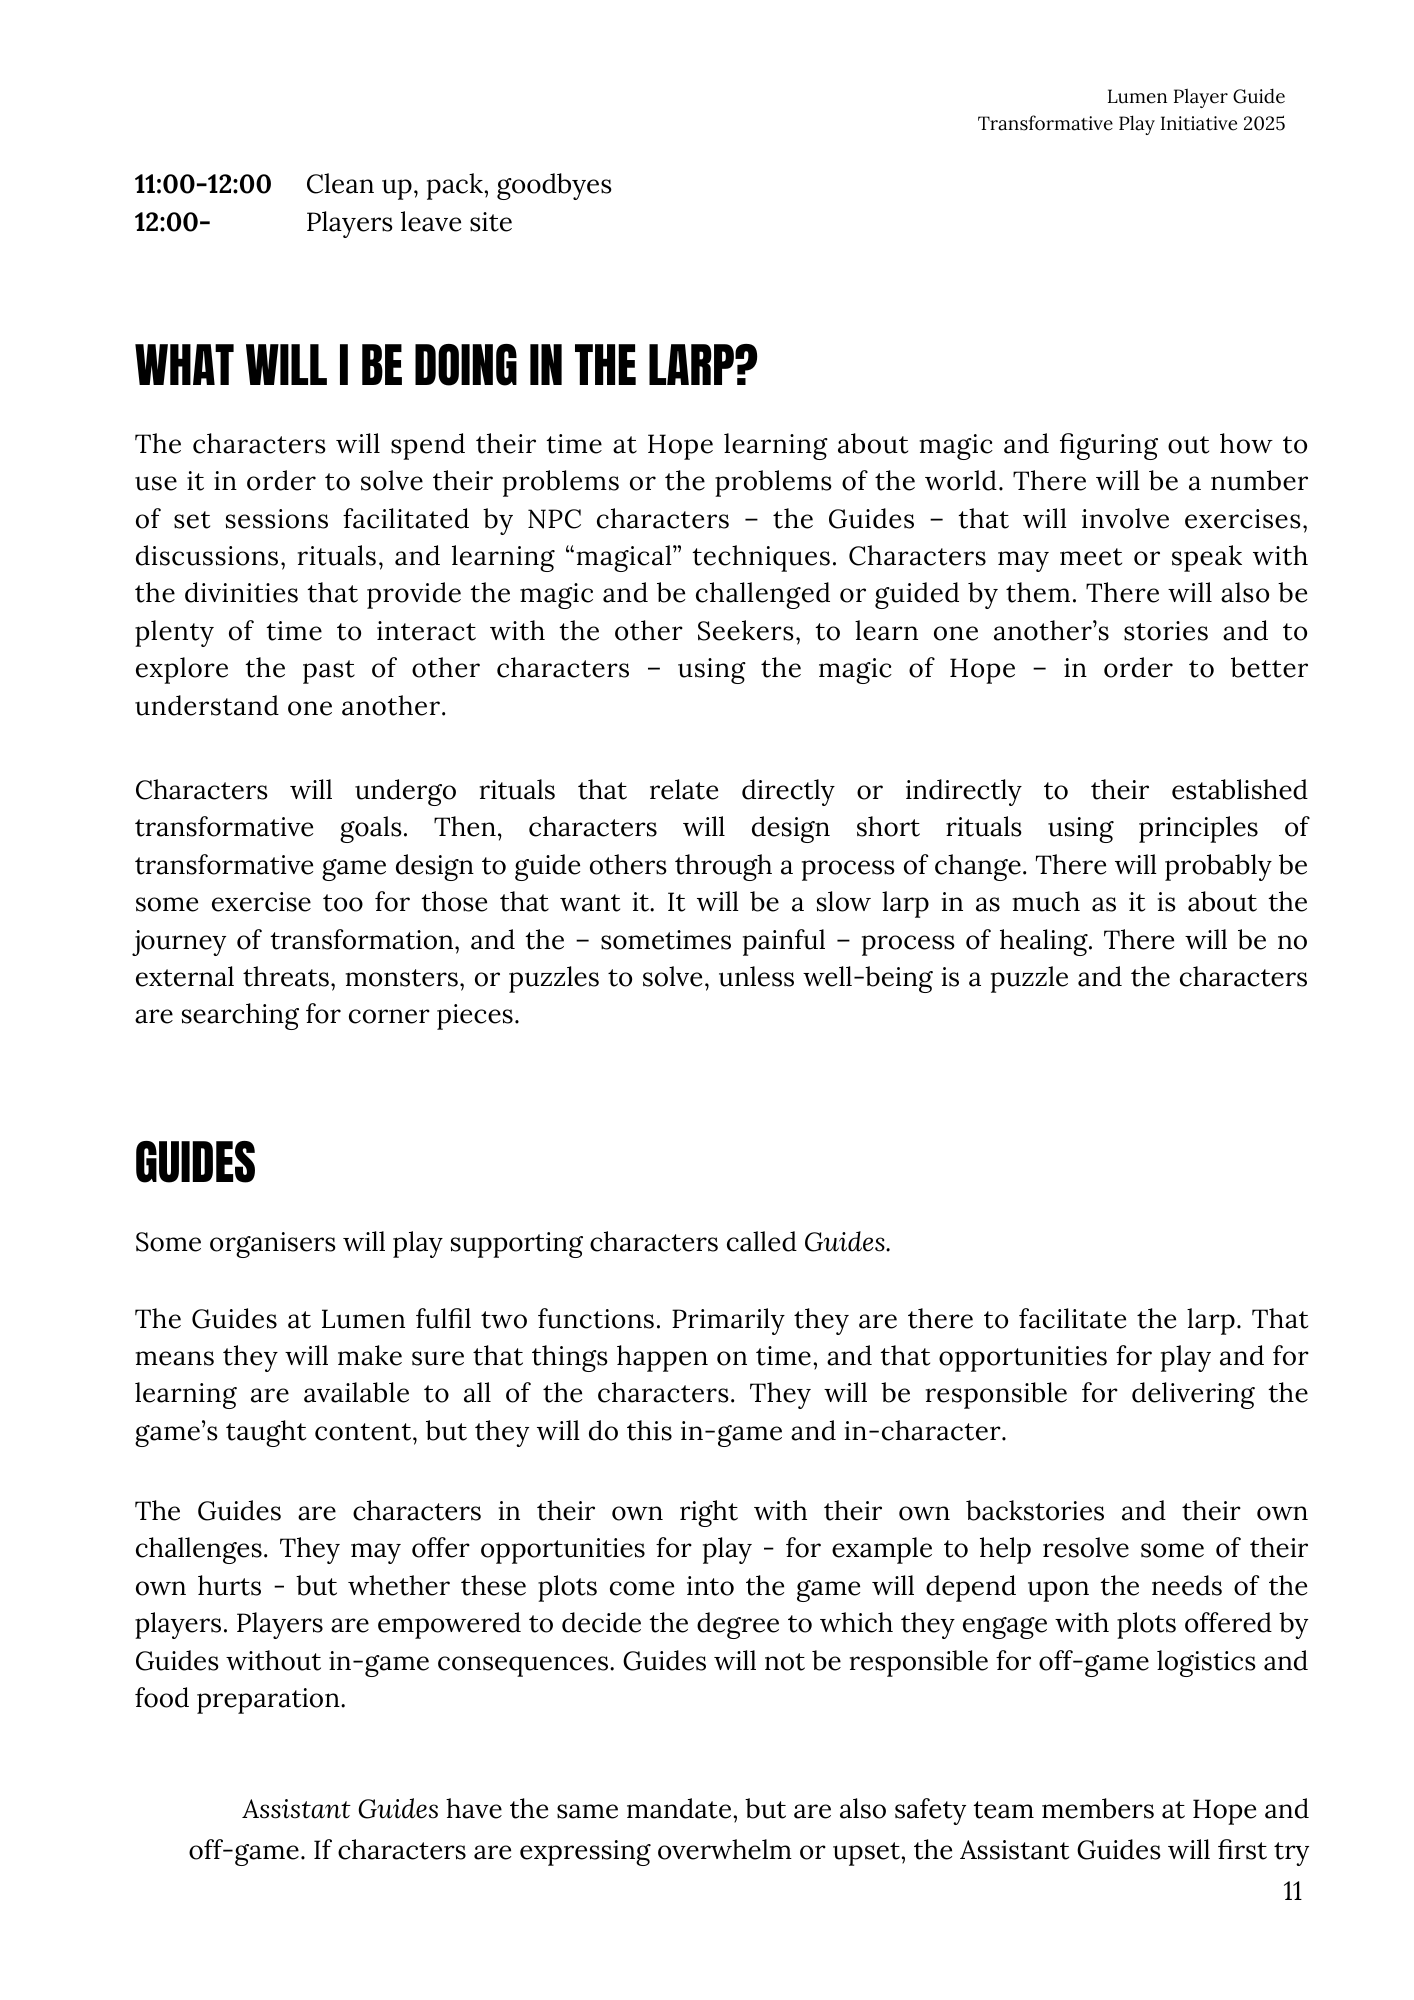 Lumen Player Guide
Transformative Play Initiative 2025
11:00-12:00 Clean up, pack, goodbyes
12:00- Players leave site
WHAT WILL I BE DOING IN THE LARP?
The characters will spend their time at Hope learning about magic and figuring out how to
use it in order to solve their problems or the problems of the world. There will be a number
of set sessions facilitated by NPC characters – the Guides – that will involve exercises,
discussions, rituals, and learning “magical” techniques. Characters may meet or speak with
the divinities that provide the magic and be challenged or guided by them. There will also be
plenty of time to interact with the other Seekers, to learn one another’s stories and to
explore the past of other characters – using the magic of Hope – in order to better
understand one another.
Characters will undergo rituals that relate directly or indirectly to their established
transformative goals. Then, characters will design short rituals using principles of
transformative game design to guide others through a process of change. There will probably be
some exercise too for those that want it. It will be a slow larp in as much as it is about the
journey of transformation, and the – sometimes painful – process of healing. There will be no
external threats, monsters, or puzzles to solve, unless well-being is a puzzle and the characters
are searching for corner pieces.
GUIDES
Some organisers will play supporting characters called Guides.
The Guides at Lumen fulfil two functions. Primarily they are there to facilitate the larp. That
means they will make sure that things happen on time, and that opportunities for play and for
learning are available to all of the characters. They will be responsible for delivering the
game’s taught content, but they will do this in-game and in-character.
The Guides are characters in their own right with their own backstories and their own
challenges. They may offer opportunities for play - for example to help resolve some of their
own hurts - but whether these plots come into the game will depend upon the needs of the
players. Players are empowered to decide the degree to which they engage with plots offered by
Guides without in-game consequences. Guides will not be responsible for off-game logistics and
food preparation.
Assistant Guides have the same mandate, but are also safety team members at Hope and
off-game. If characters are expressing overwhelm or upset, the Assistant Guides will first try
11